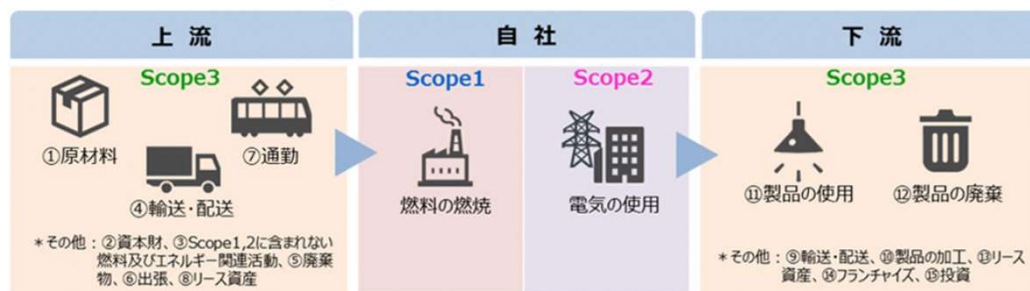 上流
自社
下流
Scope3
①原材料
⑦通勤
④輸送・配送
＊その他：②資本財、③Scope1,2に含まれない
燃料及びエネルギー関連活動、⑤廃棄
物、⑥出張、⑧リース資産
Scope1
燃料の燃焼
Scope2
電気の使用
Scope3
⑪製品の使用
⑫製品の廃棄
＊その他：⑨輸送・配送、⑩製品の加工、⑬リース
資産、⑭フランチャイズ、⑮投資